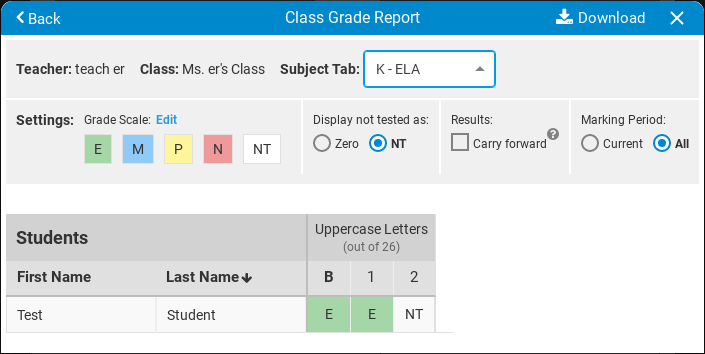 Back Class Grade Report Download
Teacher: teach er Class: Ms. er's Class Subject Tab: K - ELA
Settings: Grade Scale: Edit Display not tested as: Results: Marking Period:
E M P N NT Zero NT Carry forward ? Current All
Students Uppercase Letters
(out of 26)
First Name Last Name B 1 2
Test Student E E NT